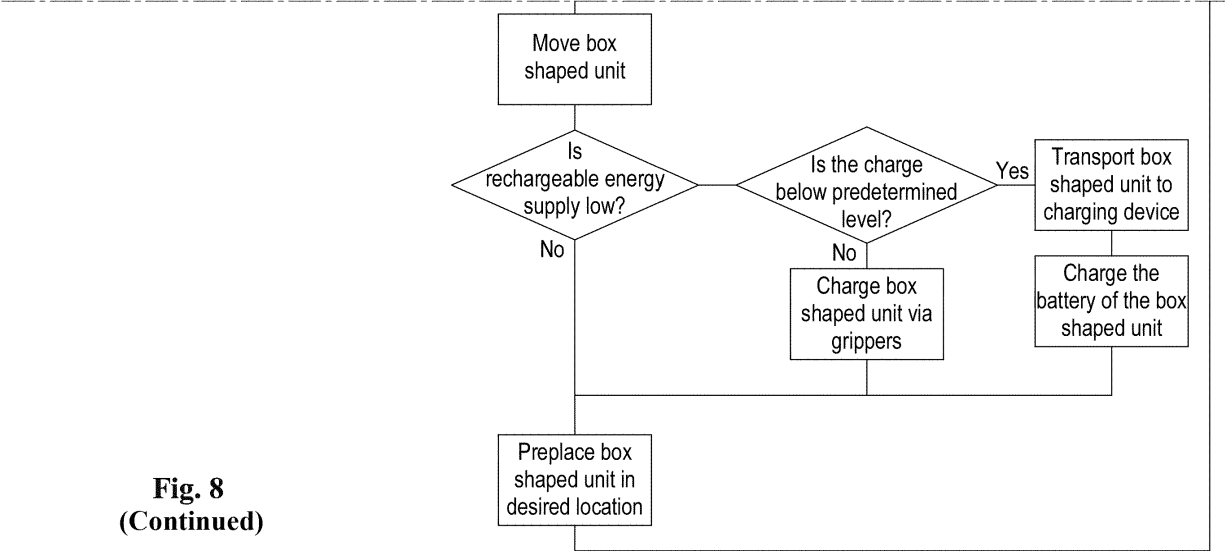 Move box
shaped unit
Is
rechargeable energy
supply low?
No
Is the charge
below predetermined
level?
Yes
No
Transport box
shaped unit to
charging device
Charge box
shaped unit via
grippers
Charge the
battery of the box
shaped unit
Preplace box
shaped unit in
desired location
Fig. 8
(Continued)